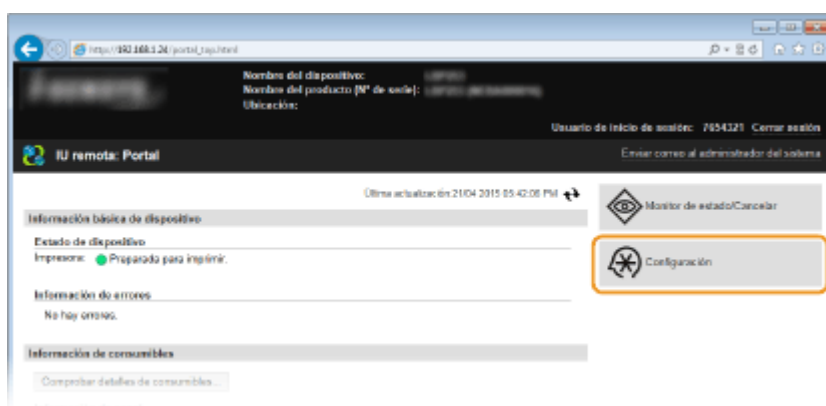 http://192.168.1.24/portal_top.html
Nombre del dispositivo:
Nombre del producto (Nº de serie):
Ubicación:
Usuario de inicio de sesión: 7654321 Cerrar sesión
IU remota: Portal
Enviar correo al administrador del sistema
Última actualización:21/04 2015 05:42:06 PM
Monitor de estado/Cancelar
Información básica de dispositivo
Estado de dispositivo
Impresora: Preparada para imprimir.
Configuración
Información de errores
No hay errores.
Información de consumibles
Comprobar detalles de consumibles...